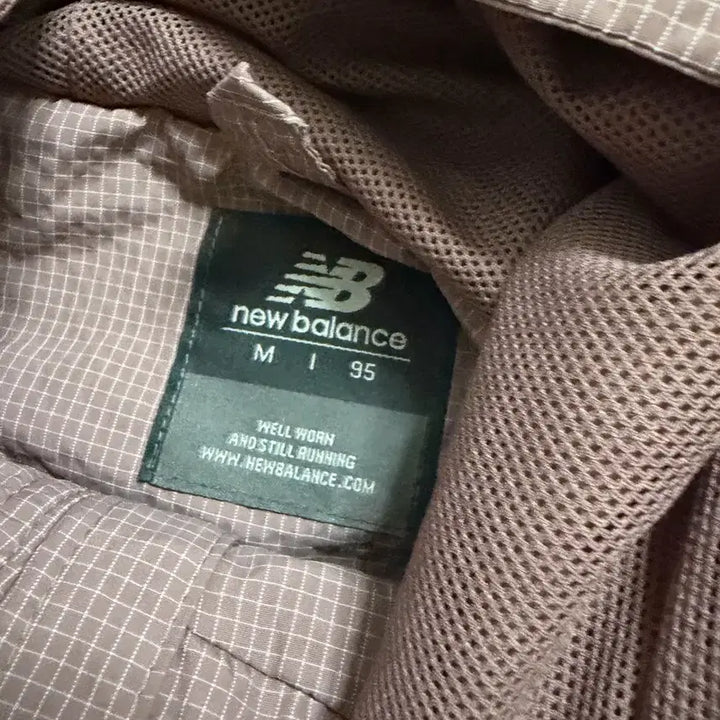 NB
new balance
M | 95
WELL WORN
AND STILL RUNNING
WWW.NEWBALANCE.COM